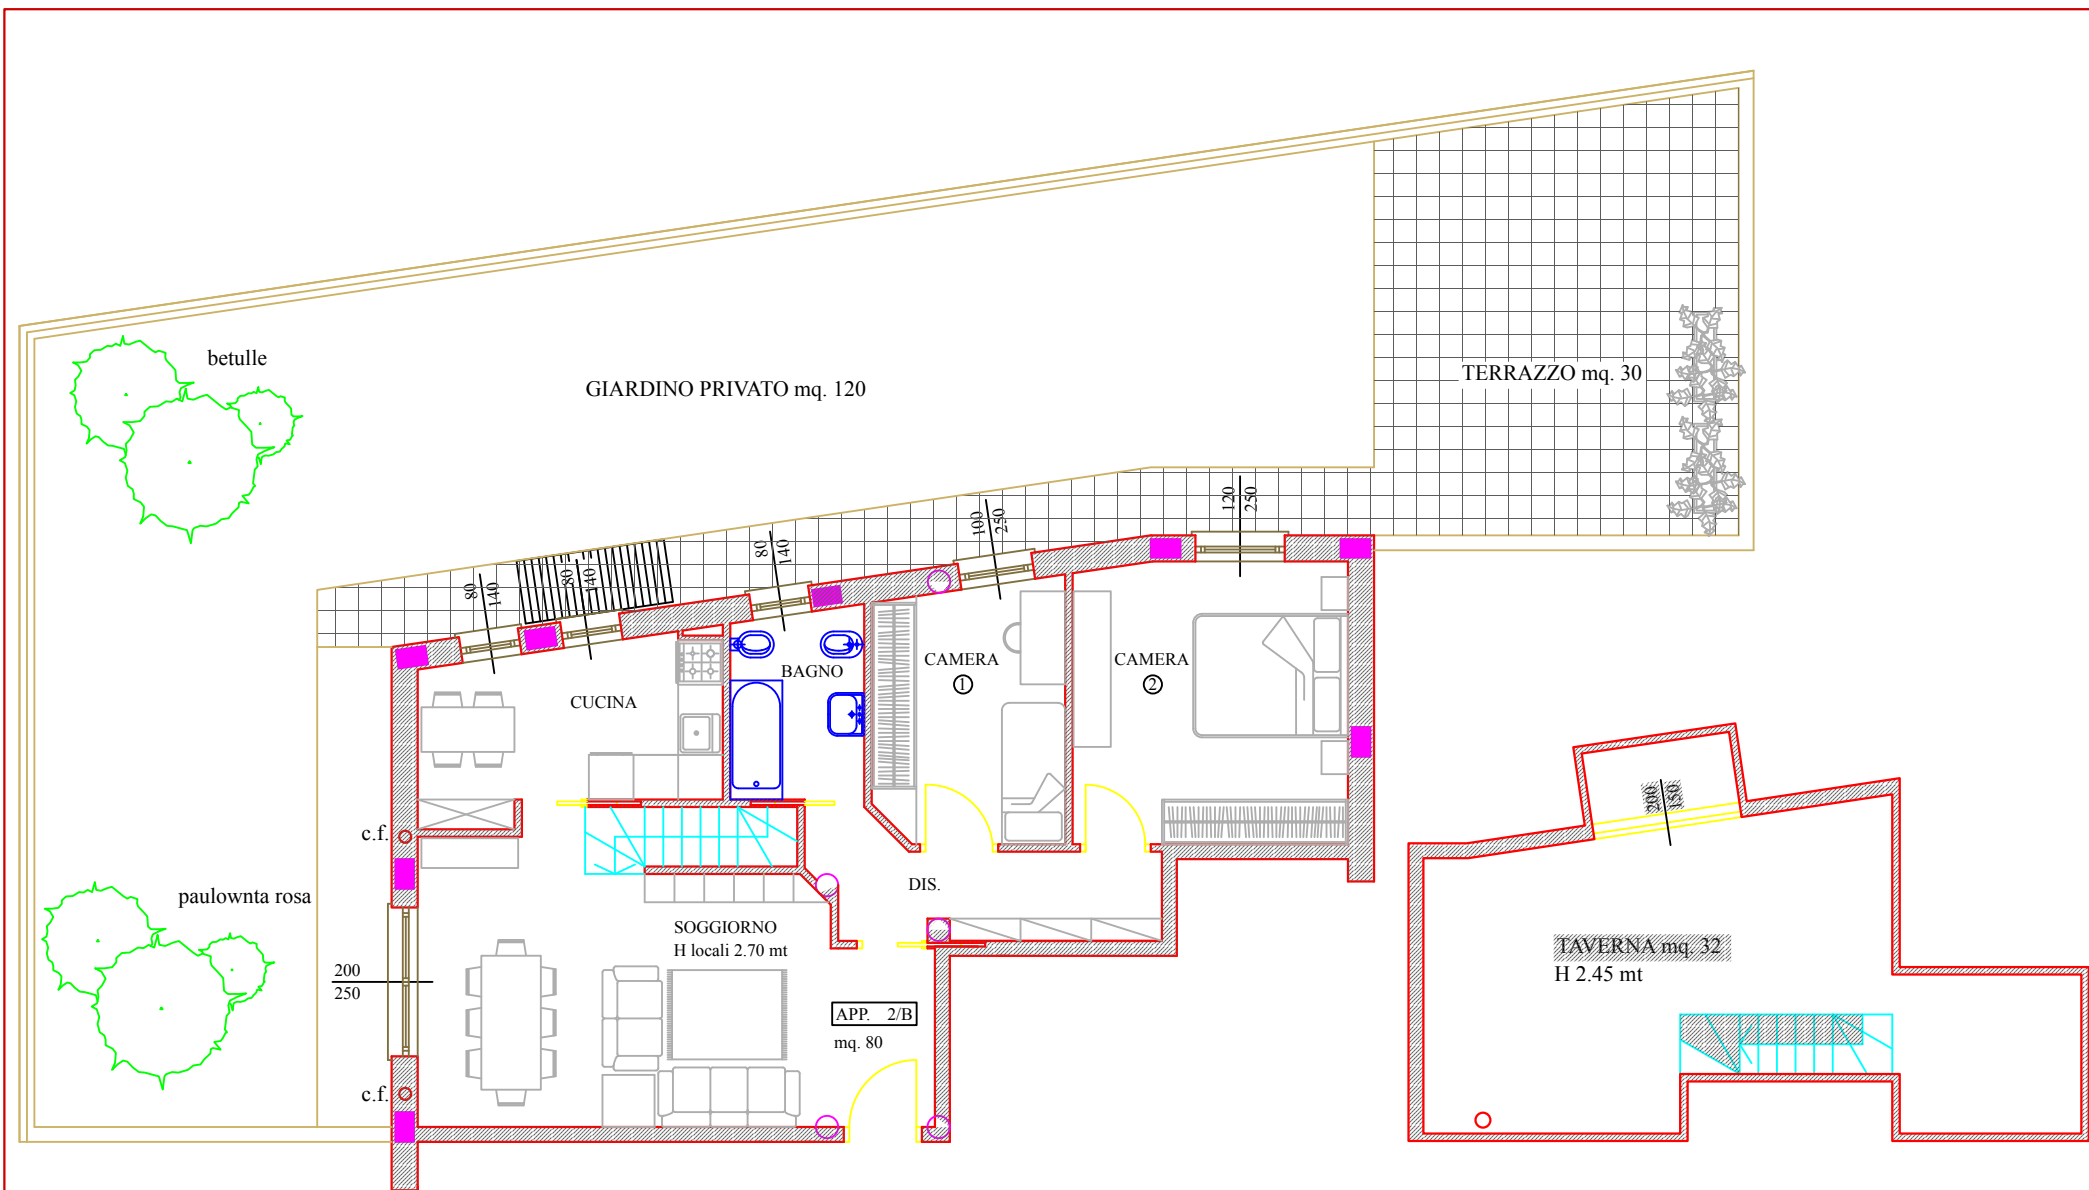 betulle
GIARDINO PRIVATO mq. 120
TERRAZZO mq. 30
120
250
100
250
80
140
80
140
80
140
CUCINA
BAGNO
CAMERA
1
CAMERA
2
c.f.
paulownta rosa
DIS.
SOGGIORNO
H locali 2.70 mt
200
250
APP. 2/B
mq. 80
c.f.
200
150
TAVERNA mq. 32
H 2.45 mt